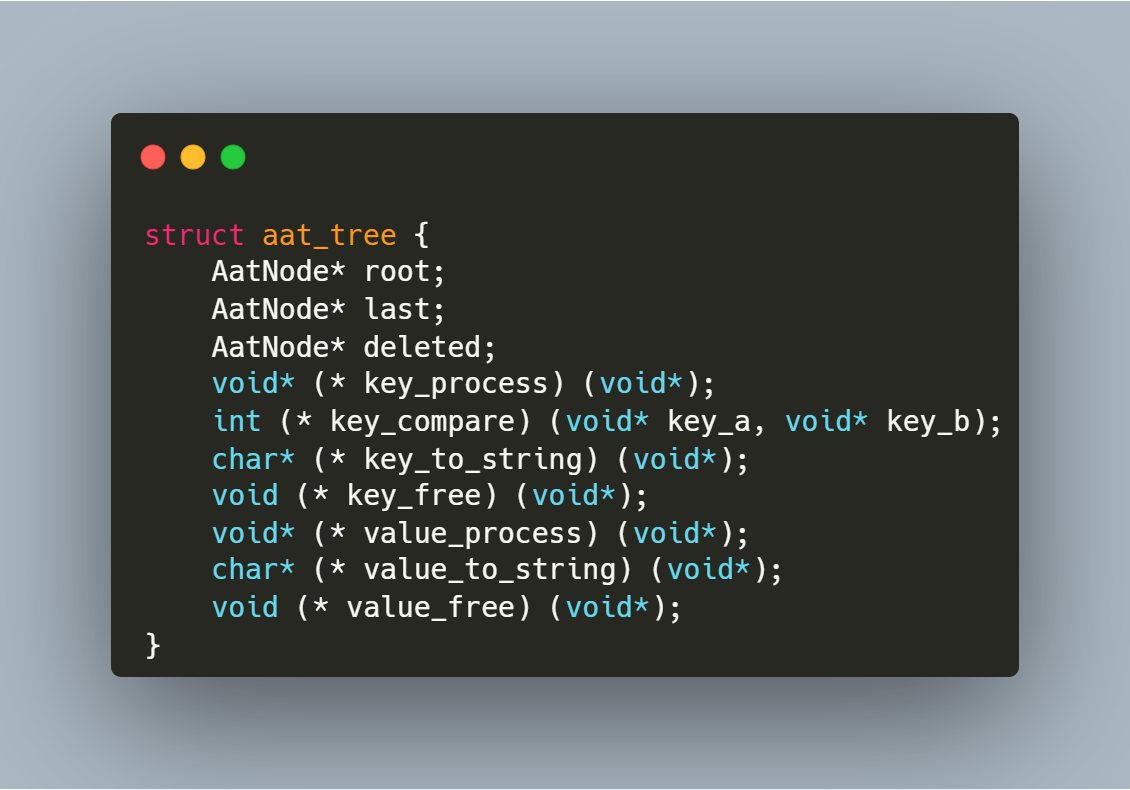 struct aat_tree {
    AatNode* root;
    AatNode* last;
    AatNode* deleted;
    void* (* key_process) (void*);
    int (* key_compare) (void* key_a, void* key_b);
    char* (* key_to_string) (void*);
    void (* key_free) (void*);
    void* (* value_process) (void*);
    char* (* value_to_string) (void*);
    void (* value_free) (void*);
}